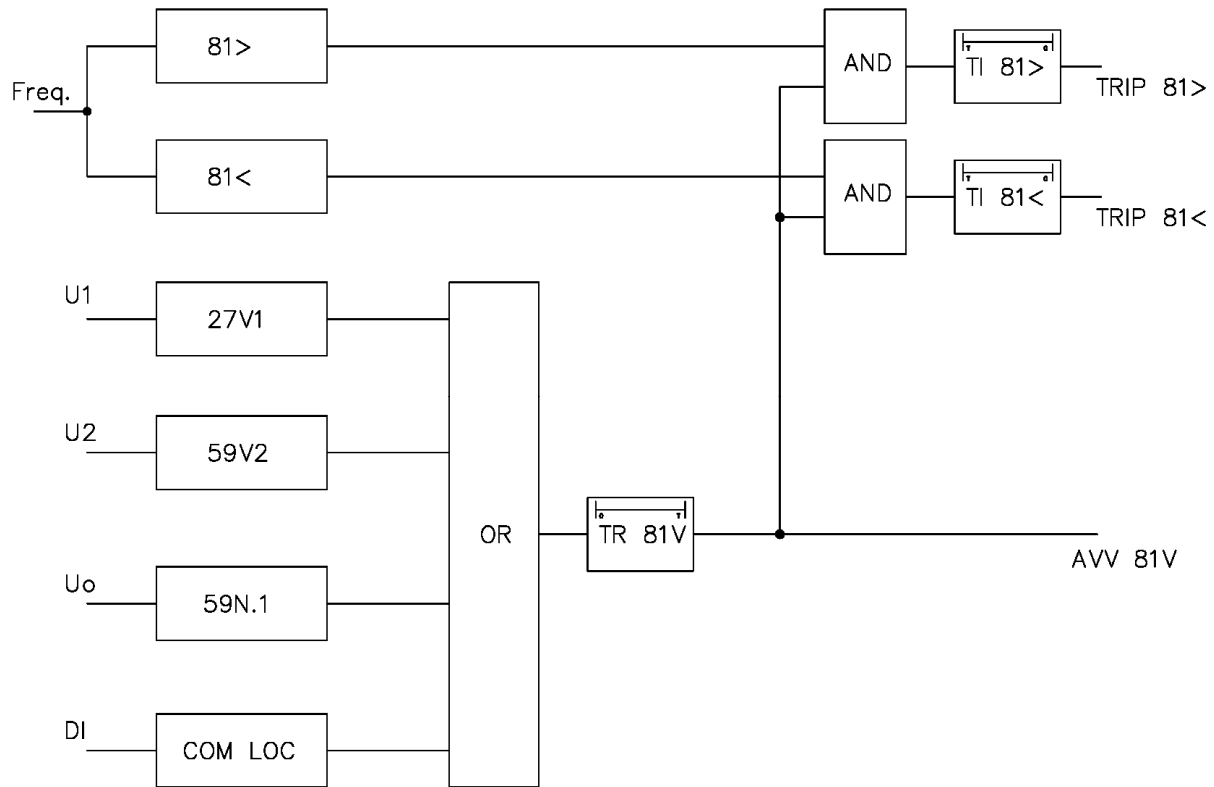 81>
AND
TI 81>
TRIP 81>
Freq.
81<
AND
TI 81<
TRIP 81<
U1
27V1
U2
59V2
OR
TR 81V
AVV 81V
Uo
59N.1
DI
COM LOC